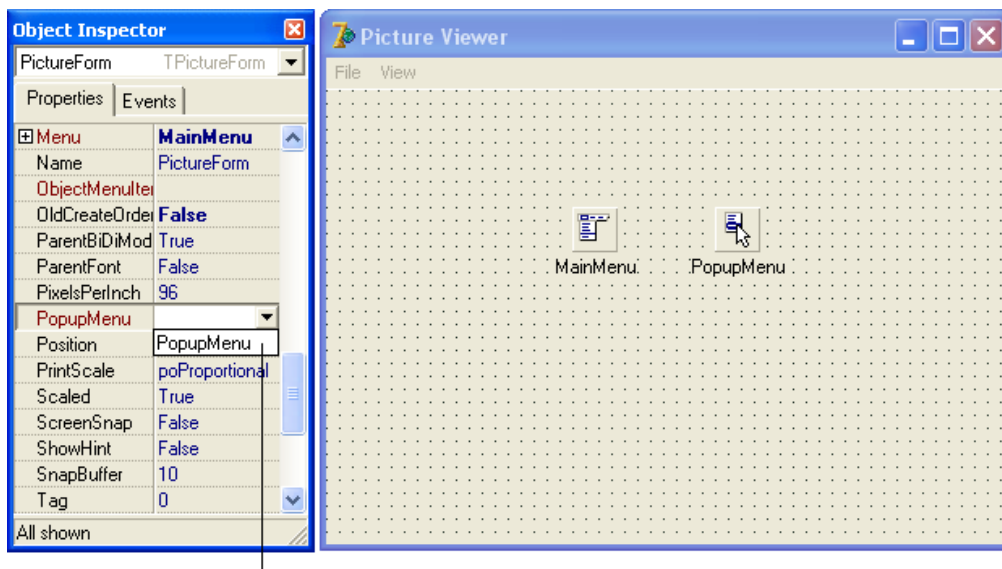 Object Inspector
PictureForm TPictureForm
Properties Events
Menu MainMenu
Name PictureForm
ObjectMenuIte
OldCreateOrder False
ParentBiDiMod True
ParentFont False
PixelsPerInch 96
PopupMenu
Position PopupMenu
PrintScale poProportional
Scaled True
ScreenSnap False
ShowHint False
SnapBuffer 10
Tag 0
All shown
Picture Viewer
File View
MainMenu PopupMenu